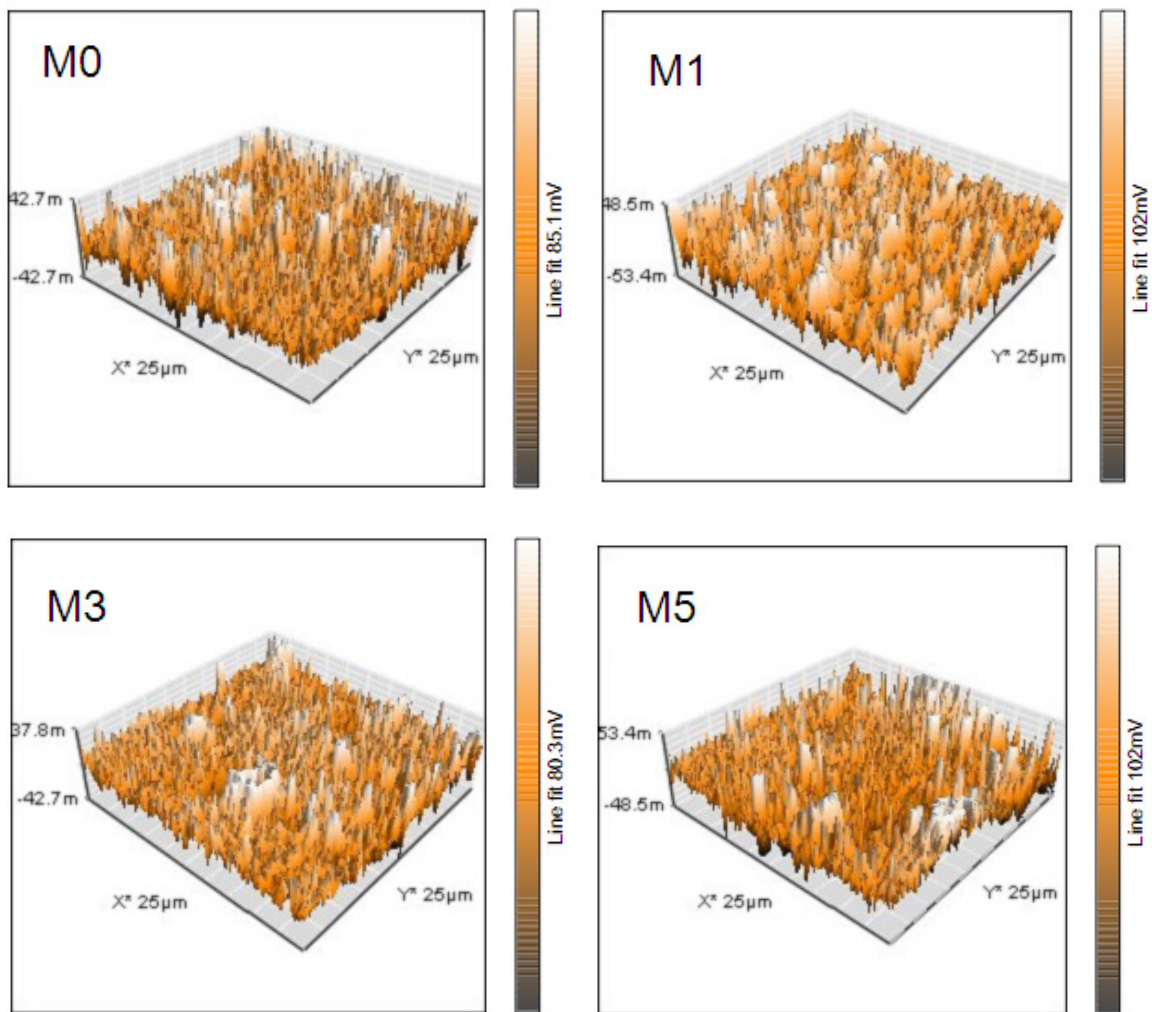 M0
42.7m
-42.7m
X* 25µm
Y* 25µm
Line fit 85.1mV
M1
48.5m
-53.4m
X* 25µm
Y* 25µm
Line fit 102mV
M3
37.8m
-42.7m
X* 25µm
Y* 25µm
Line fit 80.3mV
M5
53.4m
-48.5m
X* 25µm
Y* 25µm
Line fit 102mV